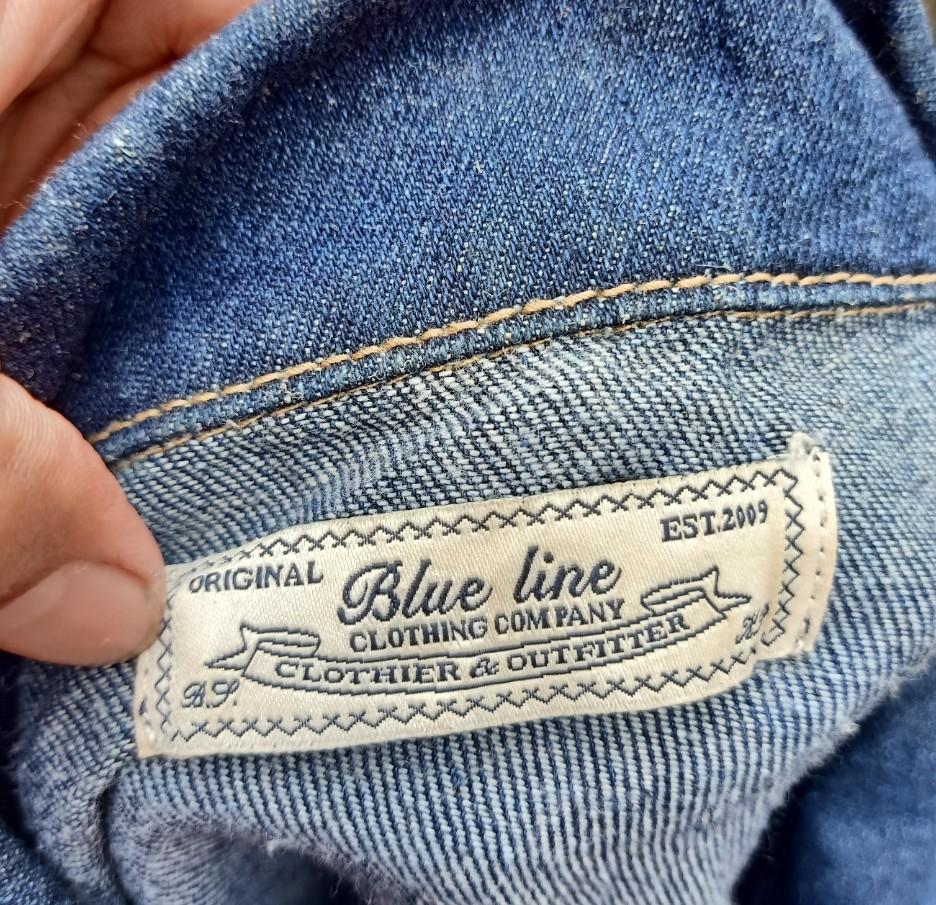 ORIGINAL
EST.2009
Blue line
CLOTHING COMPANY
CLOTHIER & OUTFITTER
B.S.